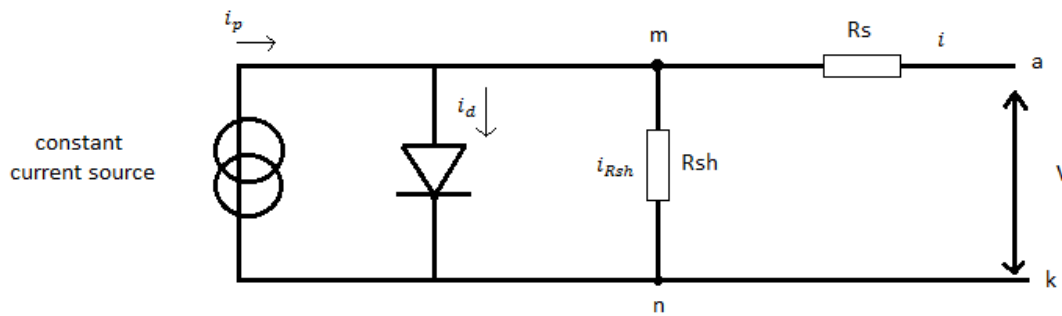 i_p
m
Rs
i
a
i_d
constant
current source
i_Rsh
Rsh
V
n
k